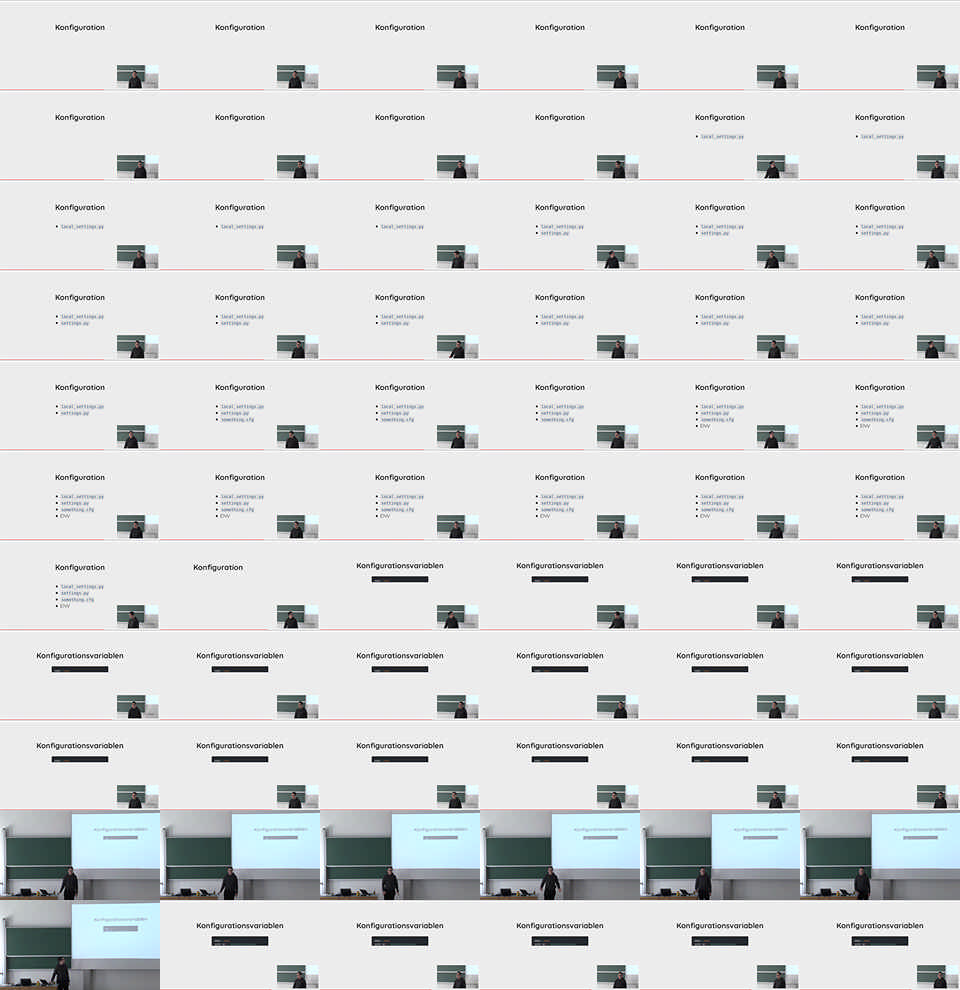 Konfiguration Konfiguration Konfiguration Konfiguration Konfiguration Konfiguration
Konfiguration Konfiguration Konfiguration Konfiguration Konfiguration Konfiguration
local_settings.py local_settings.py
Konfiguration Konfiguration Konfiguration Konfiguration Konfiguration Konfiguration
local_settings.py local_settings.py local_settings.py local_settings.py local_settings.py local_settings.py
settings.py settings.py settings.py
Konfiguration Konfiguration Konfiguration Konfiguration Konfiguration Konfiguration
local_settings.py local_settings.py local_settings.py local_settings.py local_settings.py local_settings.py
settings.py settings.py settings.py settings.py settings.py settings.py
Konfiguration Konfiguration Konfiguration Konfiguration Konfiguration Konfiguration
local_settings.py local_settings.py local_settings.py local_settings.py local_settings.py local_settings.py
settings.py settings.py settings.py settings.py settings.py settings.py
something.cfg something.cfg something.cfg something.cfg something.cfg
ENV ENV
Konfiguration Konfiguration Konfiguration Konfiguration Konfiguration Konfiguration
local_settings.py local_settings.py local_settings.py local_settings.py local_settings.py local_settings.py
settings.py settings.py settings.py settings.py settings.py settings.py
something.cfg something.cfg something.cfg something.cfg something.cfg something.cfg
ENV ENV ENV ENV ENV ENV
Konfiguration Konfiguration Konfigurationsvariablen Konfigurationsvariablen Konfigurationsvariablen Konfigurationsvariablen
local_settings.py
settings.py
something.cfg
ENV
Konfigurationsvariablen Konfigurationsvariablen Konfigurationsvariablen Konfigurationsvariablen Konfigurationsvariablen Konfigurationsvariablen
Konfigurationsvariablen Konfigurationsvariablen Konfigurationsvariablen Konfigurationsvariablen Konfigurationsvariablen Konfigurationsvariablen
Konfigurationsvariablen Konfigurationsvariablen Konfigurationsvariablen Konfigurationsvariablen Konfigurationsvariablen Konfigurationsvariablen
Konfigurationsvariablen Konfigurationsvariablen Konfigurationsvariablen Konfigurationsvariablen Konfigurationsvariablen Konfigurationsvariablen